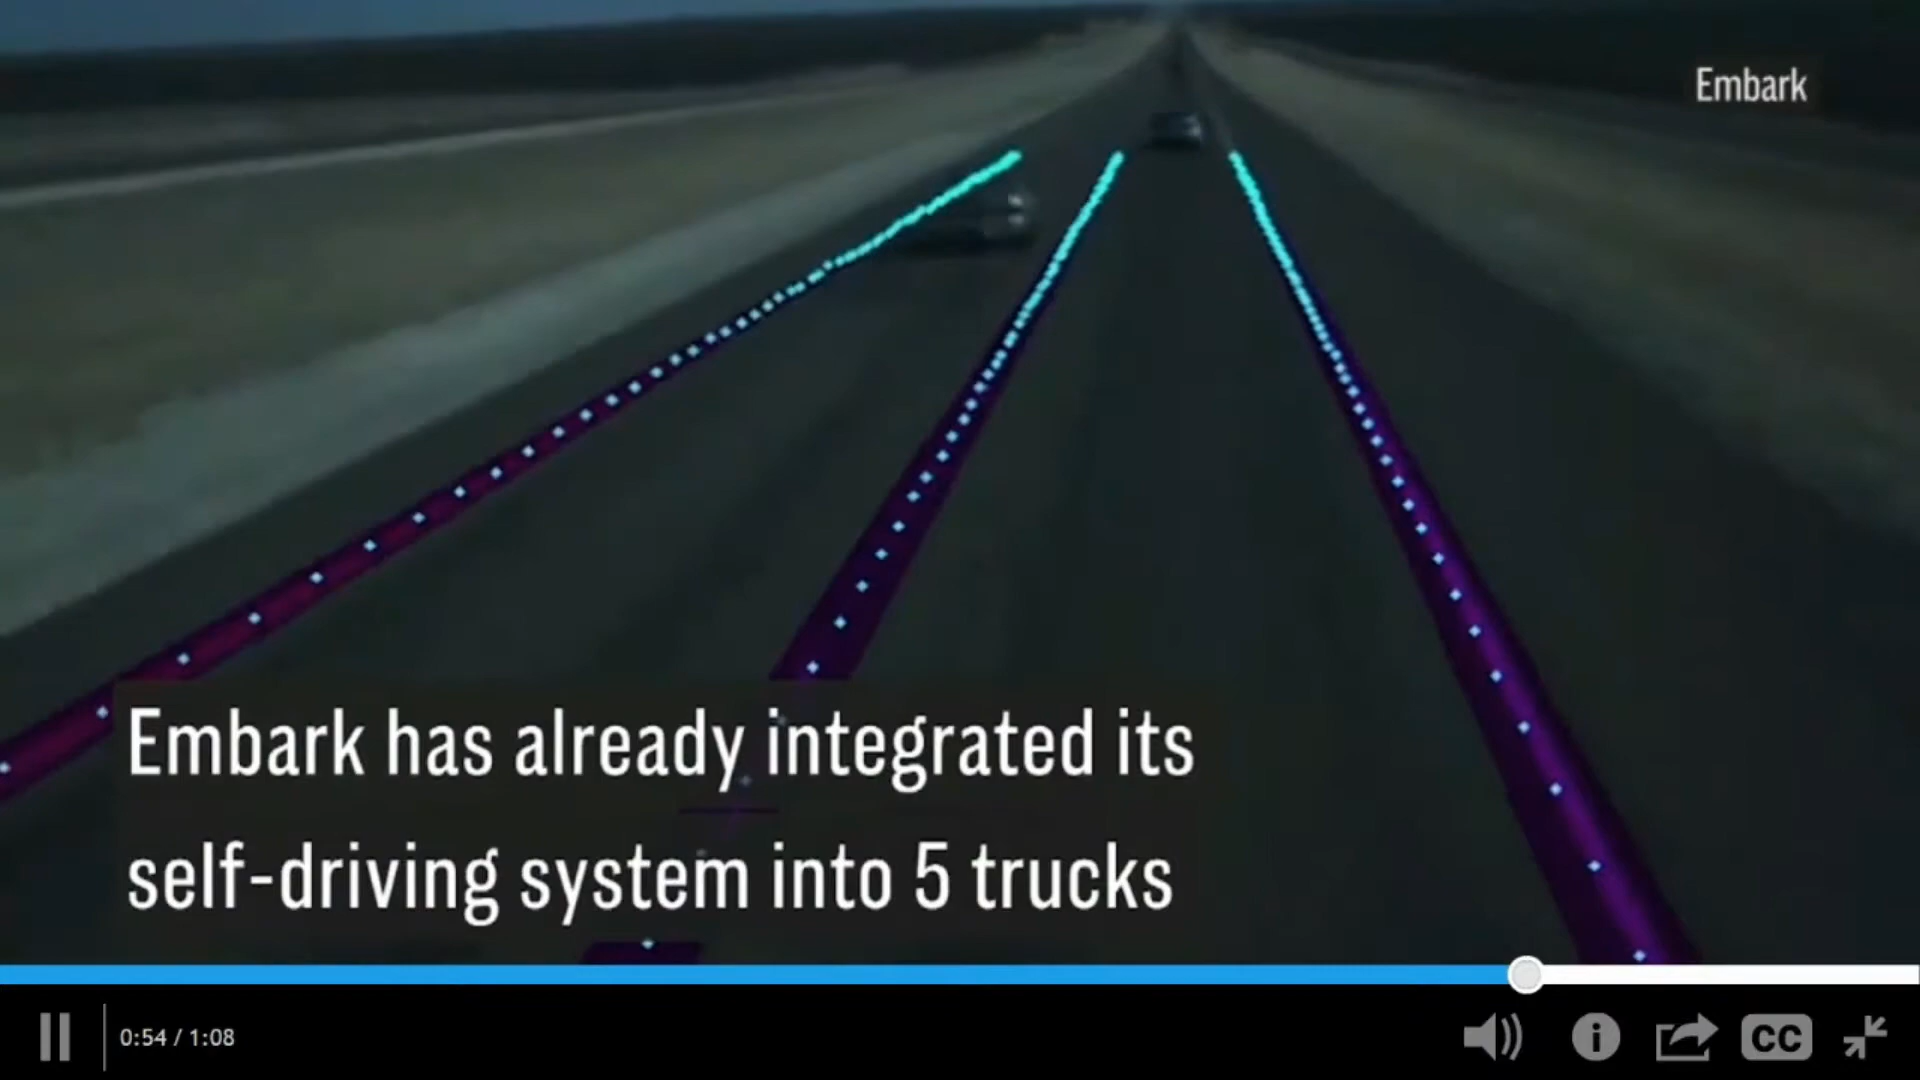 Embark
Embark has already integrated its
self-driving system into 5 trucks
0:54 / 1:08
CC